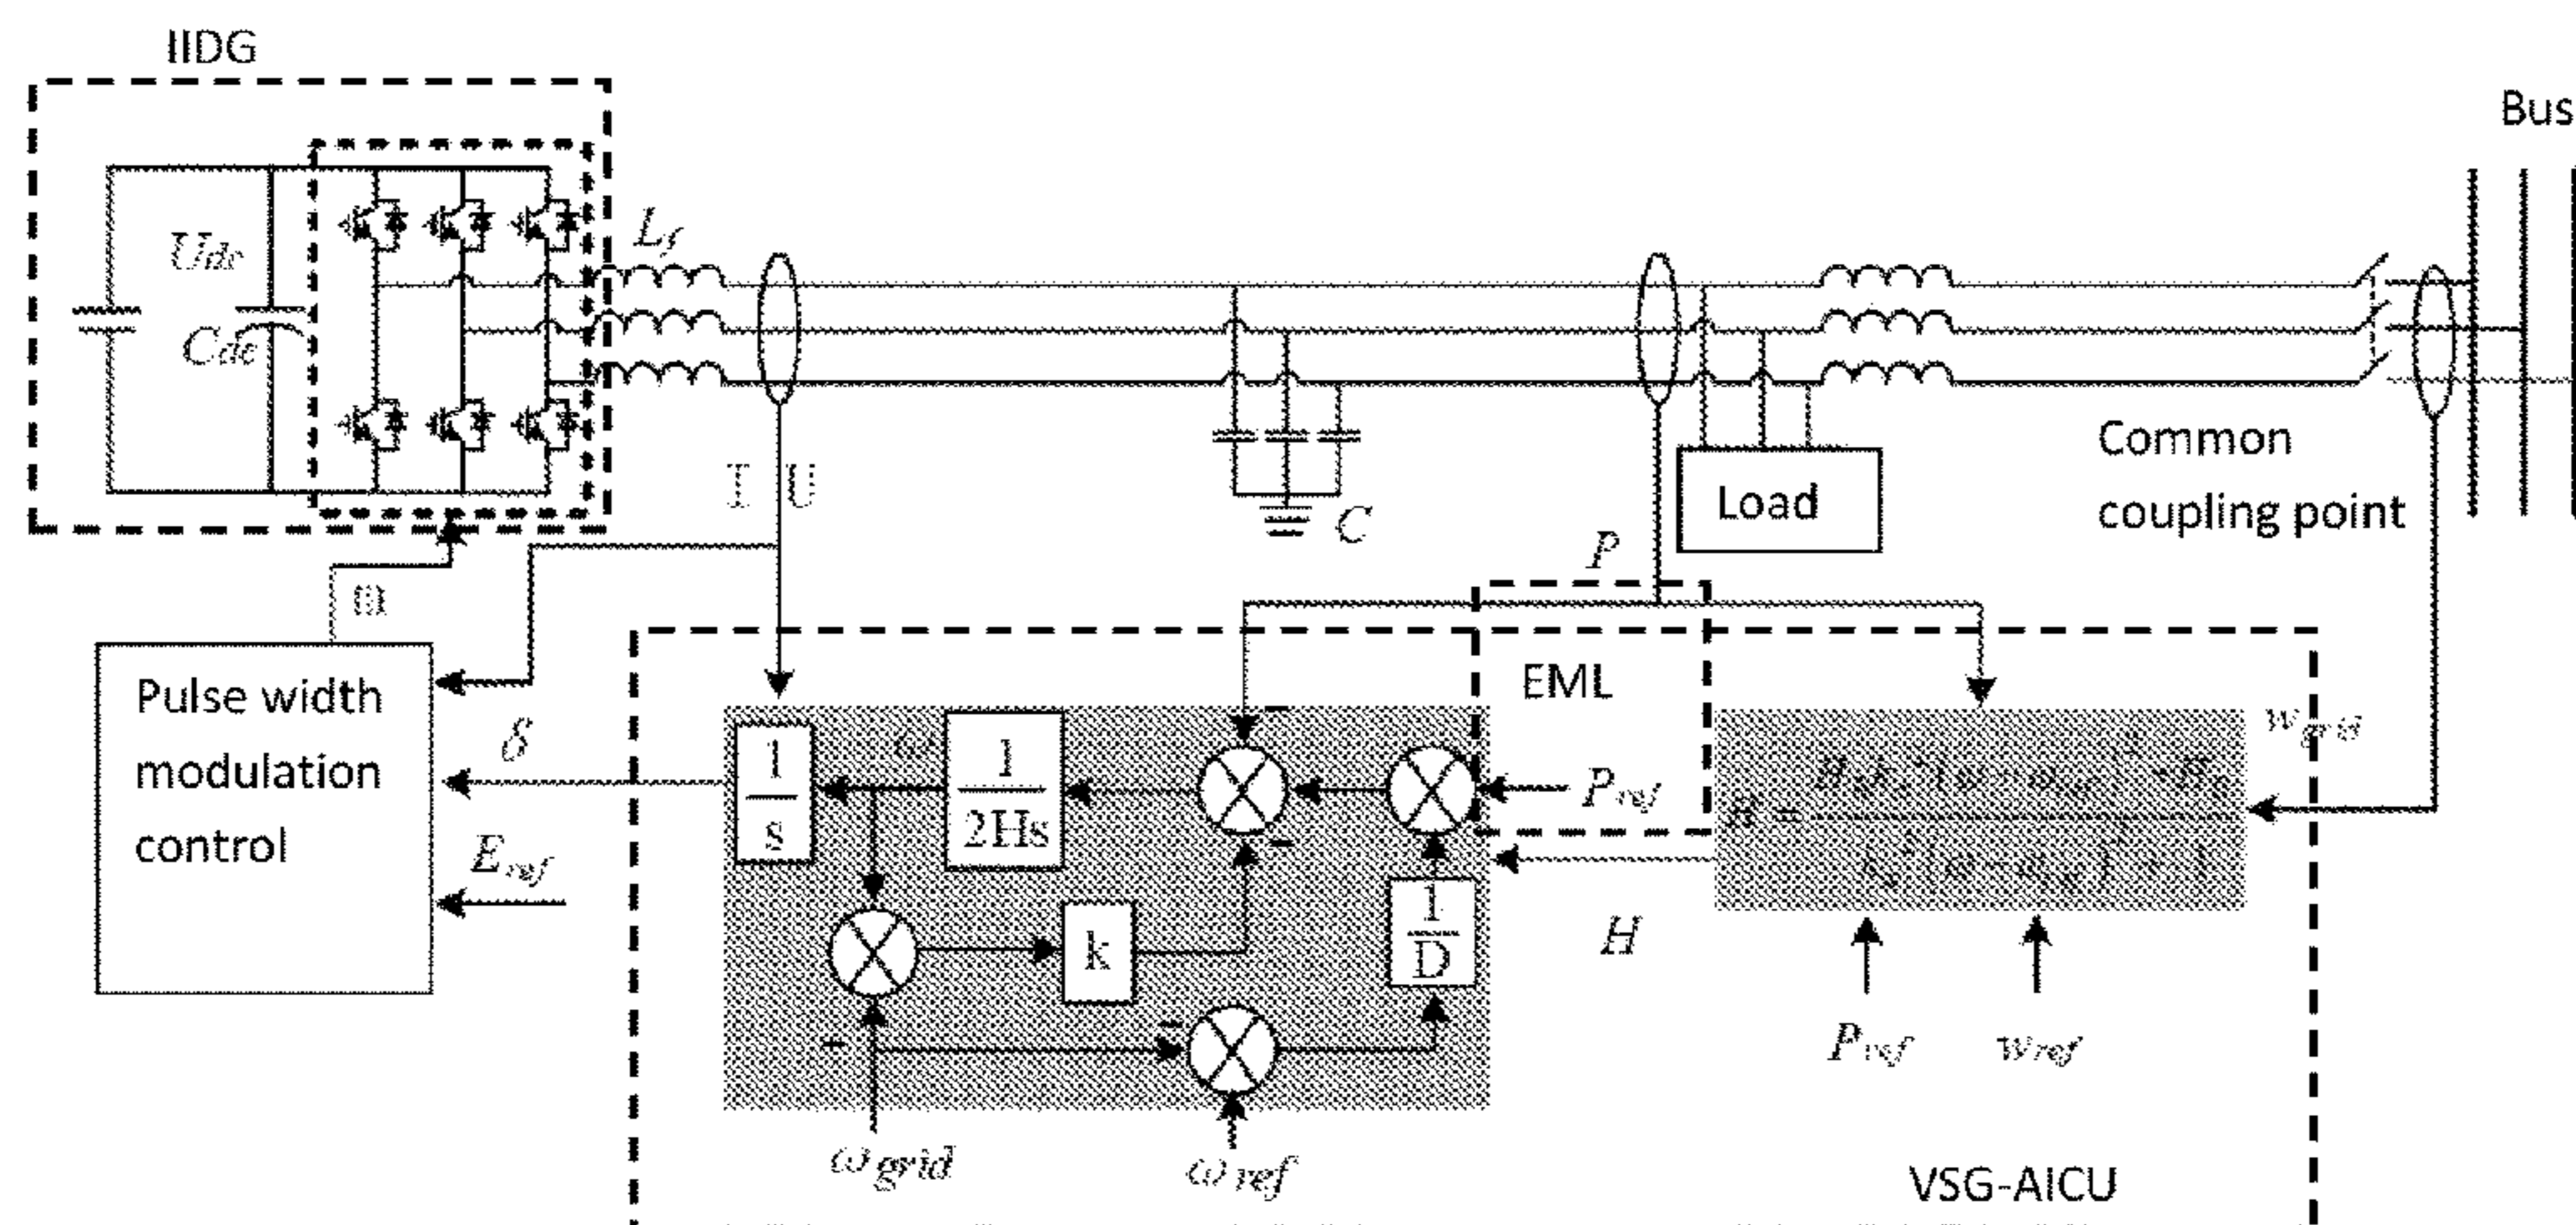 IIDG
Bus
Lf
Udc
Cdc
I U
C
Load
Common
coupling point
P
m
EML
Pulse width
modulation
control
δ
Eref
1
s
ω
1
2Hs
-
Pref
wgrid
-
k
1
D
H
+
-
ωgrid
ωref
Pref
wref
VSG-AICU